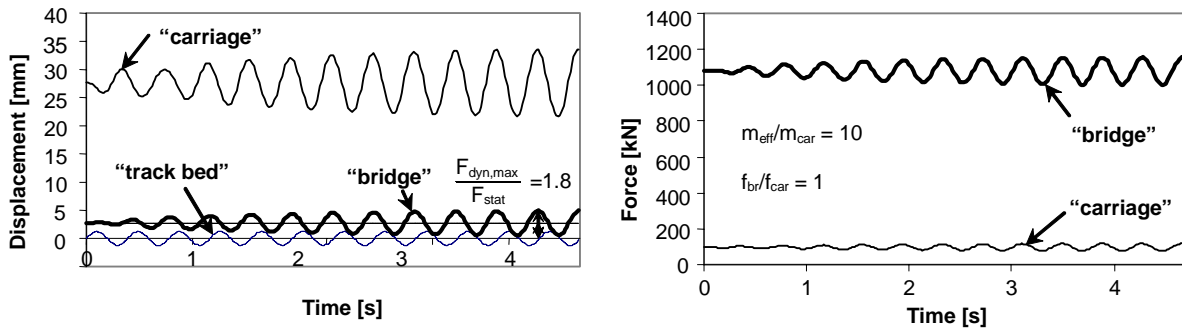 Displacement [mm]
40
35
30
25
20
15
10
5
0
"carriage"
"track bed"
"bridge"
F_dyn,max
F_stat
=1.8
0 1 2 3 4
Time [s]
Force [kN]
1400
1200
1000
800
600
400
200
0
m_eff/m_car = 10
f_br/f_car = 1
"bridge"
"carriage"
0 1 2 3 4
Time [s]